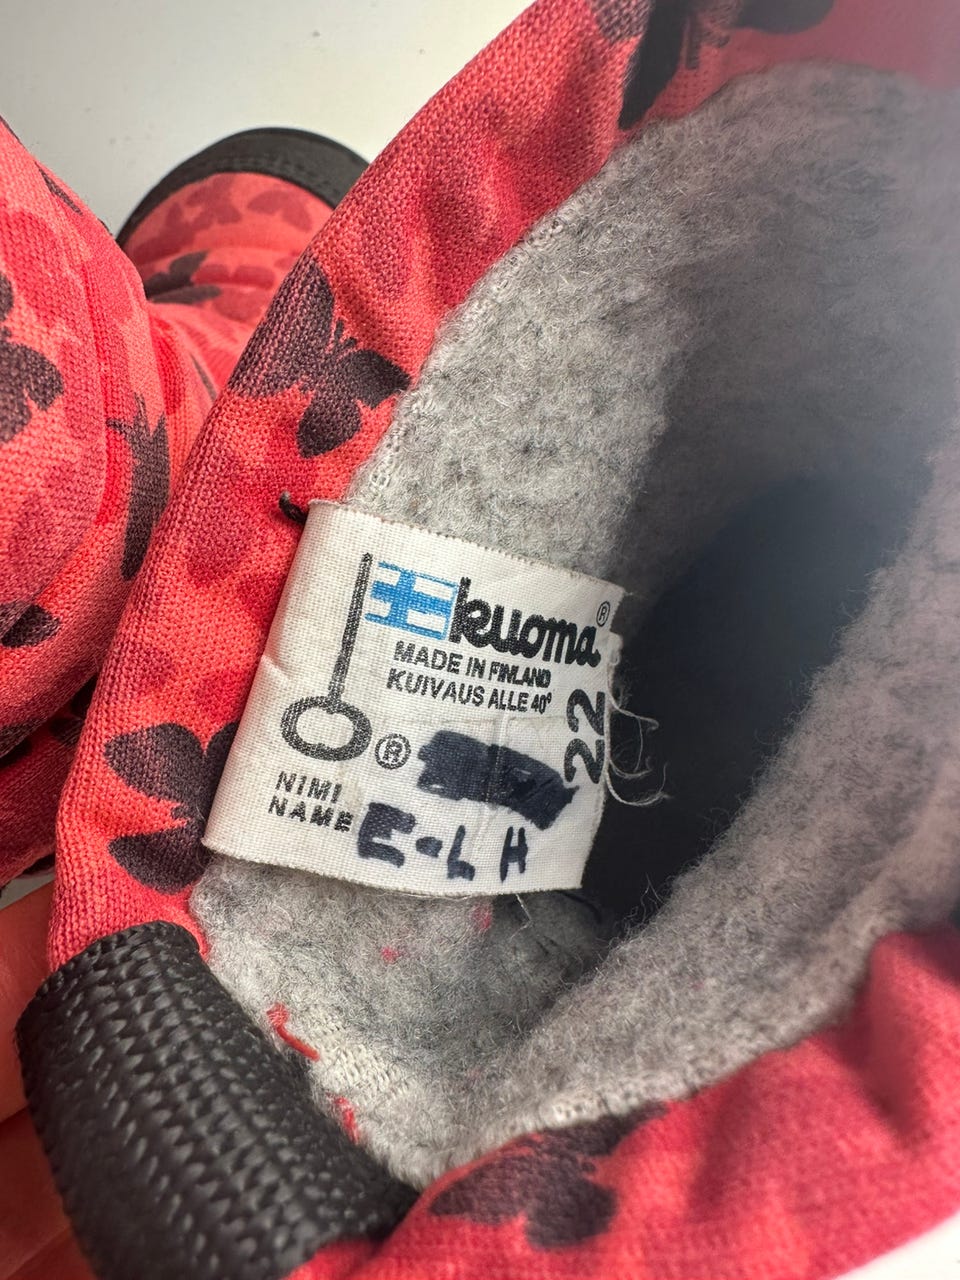 kuoma®
MADE IN FINLAND
KUIVAUS ALLE 40°
22
®
NIMI
NAME E-L H